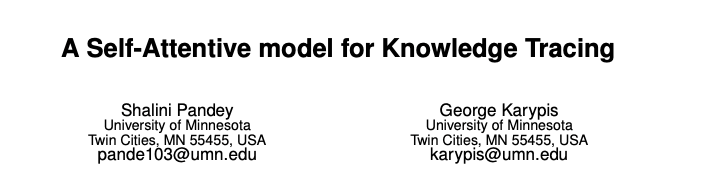 A Self-Attentive model for Knowledge Tracing
Shalini Pandey
University of Minnesota
Twin Cities, MN 55455, USA
pande103@umn.edu
George Karypis
University of Minnesota
Twin Cities, MN 55455, USA
karypis@umn.edu